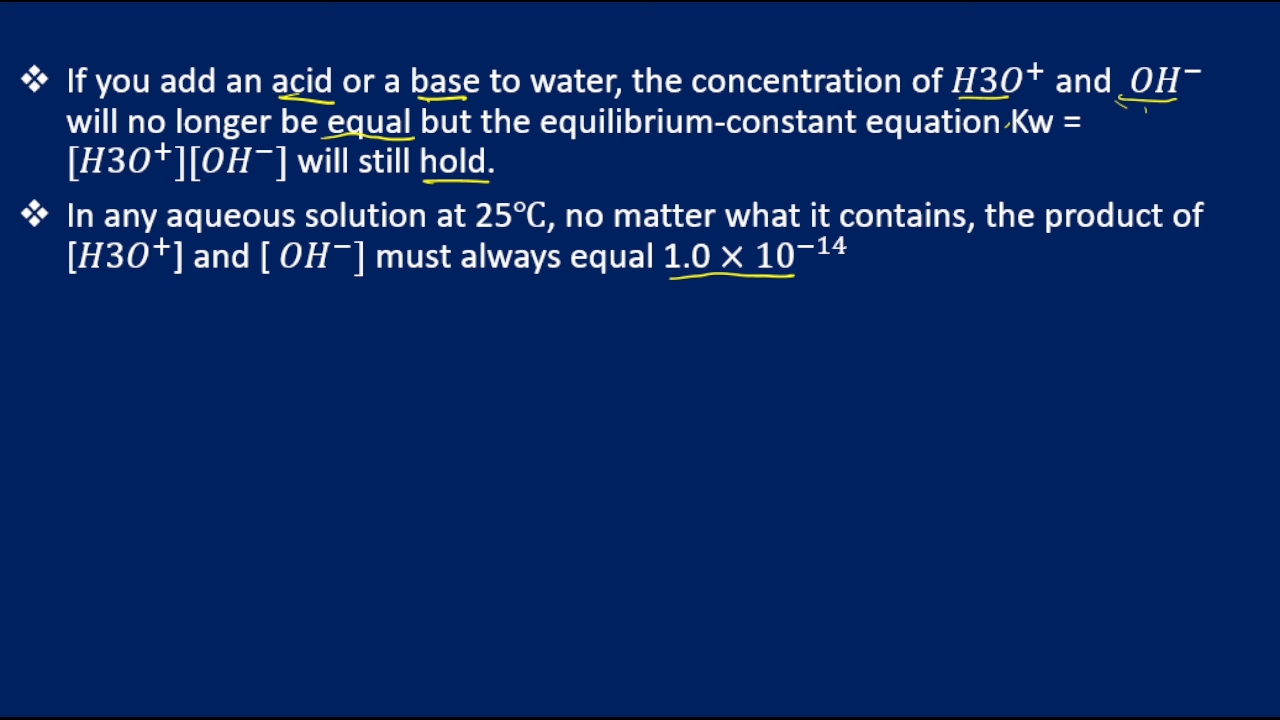 ❖ If you add an acid or a base to water, the concentration of H3O⁺ and OH⁻
will no longer be equal but the equilibrium-constant equation Kw =
[H3O⁺][OH⁻] will still hold.
❖ In any aqueous solution at 25℃, no matter what it contains, the product of
[H3O⁺] and [ OH⁻] must always equal 1.0 × 10⁻¹⁴